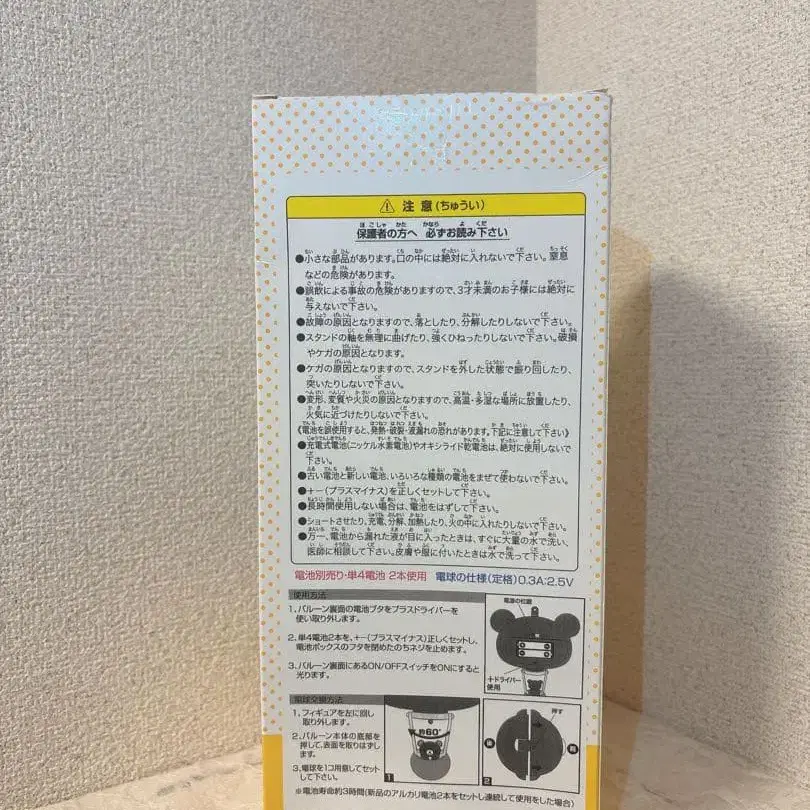 ⚠ 注 意 (ちゅうい)
保護者の方へ 必ずお読み下さい
●小さな部品があります。口の中には絶対に入れないで下さい。窒息
などの危険があります。
●誤飲による事故の危険がありますので、3才未満のお子様には絶対に
与えないで下さい。
●故障の原因となりますので、落としたり、分解したりしないで下さい。
●スタンドの軸を無理に曲げたり、強くひねったりしないで下さい。破損
やケガの原因となります。
●ケガの原因となりますので、スタンドを外した状態で振り回したり、
突いたりしないで下さい。
●変形、変質や火災の原因となりますので、高温・多湿な場所に放置したり、
火気に近づけたりしないで下さい。
《電池を誤使用すると、発熱・破裂・液漏れの恐れがあります。下記に注意して下さい》
●充電式電池(ニッケル水素電池)やオキシライド乾電池は、絶対に使用しないで
下さい。
●古い電池と新しい電池、いろいろな種類の電池をまぜて使わないで下さい。
●+−(プラスマイナス)を正しくセットして下さい。
●長時間使用しない場合は、電池をはずして下さい。
●ショートさせたり、充電、分解、加熱したり、火の中に入れたりしないで下さい。
●万一、電池から漏れた液が目に入ったときは、すぐに大量の水で洗い、
医師に相談して下さい。皮膚や服に付いたときは水で洗って下さい。
電池別売り・単4電池 2本使用 電球の仕様(定格)0.3A:2.5V
使用方法
1、バルーン裏面の電池ブタをプラスドライバーを
使い取り外します。
2、単4電池2本を、+−(プラスマイナス)正しくセットし、
電池ボックスのフタを閉めたのちネジを止めます。
3、バルーン裏面にあるON/OFFスイッチをONにすると
光ります。
電源の位置
+ドライバー
使用
電球交換方法
1、フィギュアを左に回し
取り外します。
2、バルーン本体の底部を
押して、表面を取りはずしま
す。
3、電球を1コ用意してセット
して下さい。
約60°
1
押す
2
※電池寿命約3時間(新品のアルカリ電池2本をセットし連続して使用をした場合)